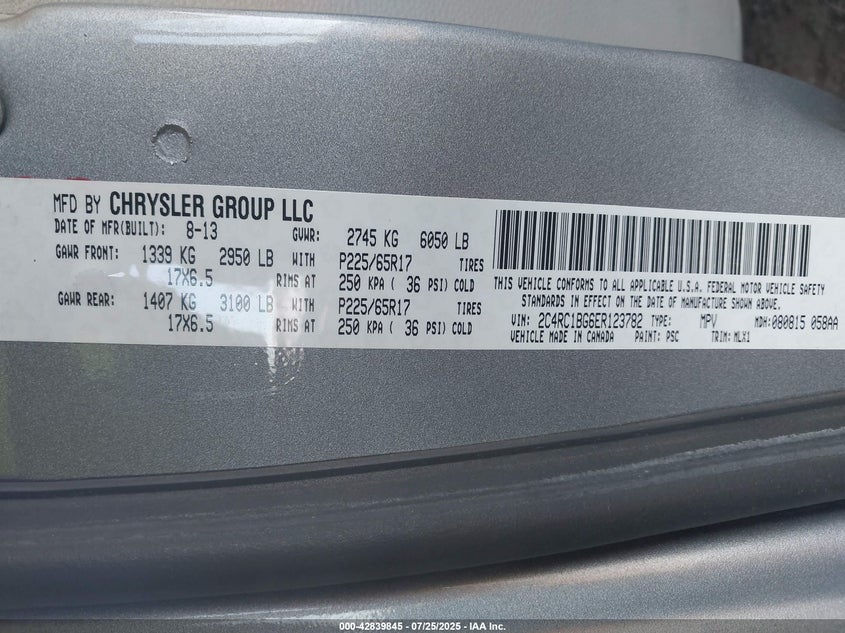 MFD BY CHRYSLER GROUP LLC
DATE OF MFR(BUILT): 8-13 GVWR: 2745 KG 6050 LB
GAWR FRONT: 1339 KG 2950 LB WITH P225/65R17 TIRES
17X6.5 RIMS AT 250 KPA ( 36 PSI) COLD
GAWR REAR: 1407 KG 3100 LB WITH P225/65R17 TIRES
17X6.5 RIMS AT 250 KPA ( 36 PSI) COLD
THIS VEHICLE CONFORMS TO ALL APPLICABLE U.S.A. FEDERAL MOTOR VEHICLE SAFETY
STANDARDS IN EFFECT ON THE DATE OF MANUFACTURE SHOWN ABOVE.
VIN: 2C4RC1BG6ER123782 TYPE: MPV MDH:080815 058AA
VEHICLE MADE IN CANADA PAINT: PSC TRIM: MLX1
000-42839845 - 07/25/2025 - IAA Inc.